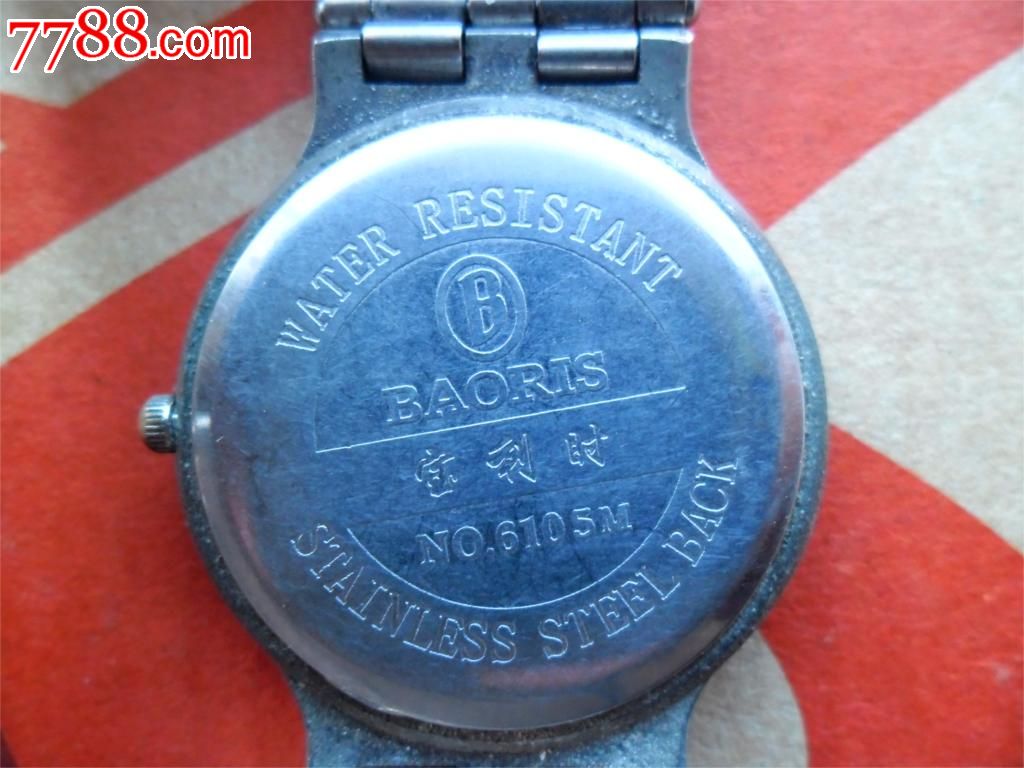 7788.com
WATER RESISTANT
B
BAORIS
宝利时
NO.6105M
STAINLESS STEEL BACK